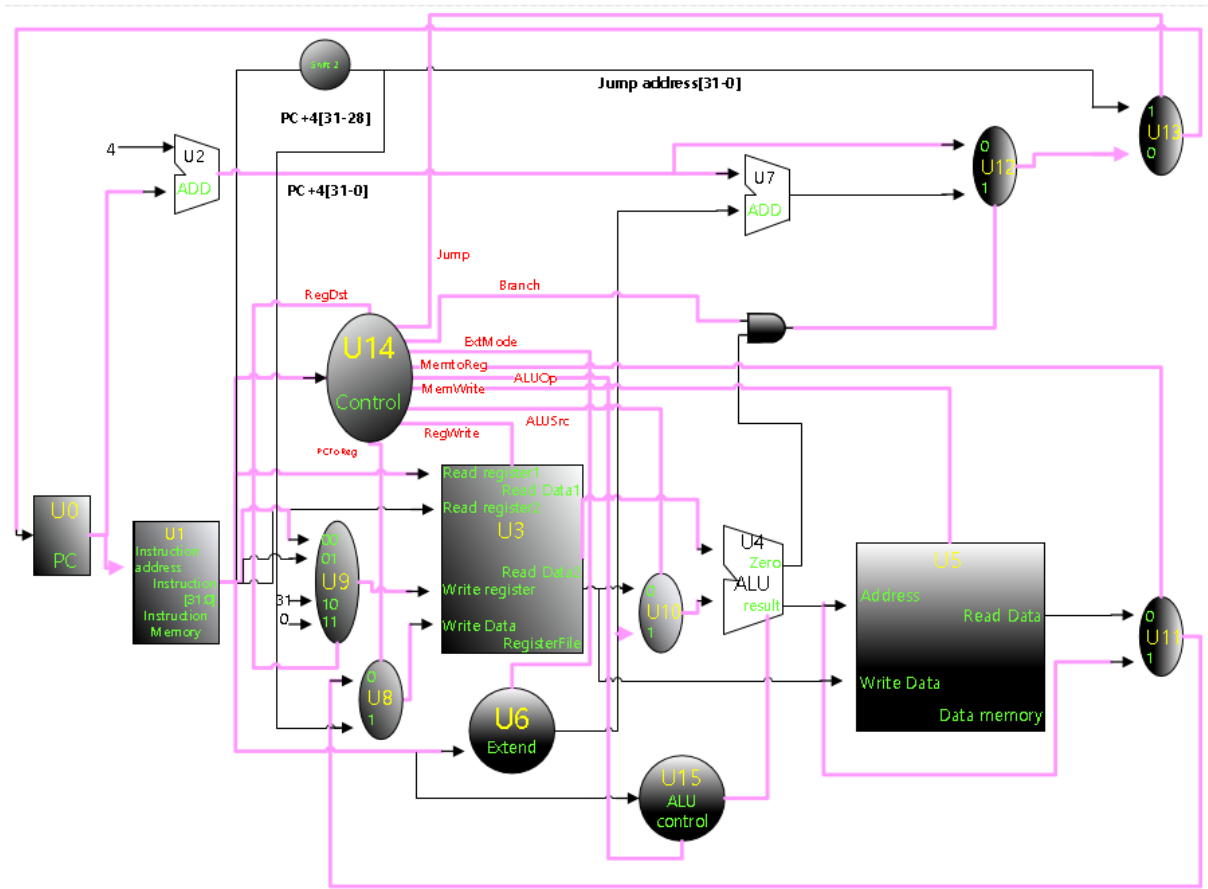 Shift 2
Jump address[31-0]
PC+4[31-28]
1
U13
0
4
U2
ADD
0
U12
1
U7
ADD
PC+4[31-0]
Jump
RegDst
Branch
U14
Control
ExtMode
MemtoReg
ALUOp
MemWrite
ALUSrc
RegWrite
PCToReg
Read register1
Read Data1
Read register2
U3
Read Data2
Write register
Write Data
RegisterFile
U0
PC
U1
Instruction
address
Instruction
[31:0]
Instruction
Memory
00
01
U9
10
11
31
0
0
U8
1
0
U10
1
U4
Zero
ALU
result
U5
Address
Read Data
Write Data
Data memory
0
U11
1
U6
Extend
U15
ALU
control